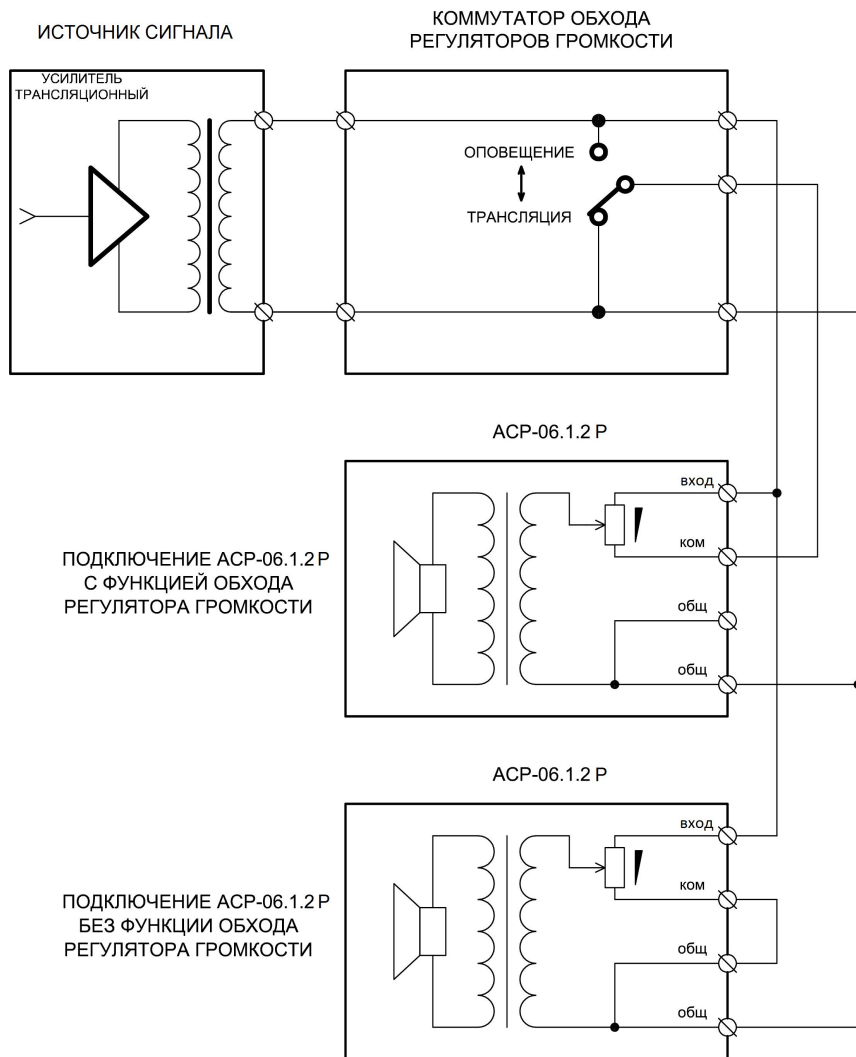 ИСТОЧНИК СИГНАЛА
КОММУТАТОР ОБХОДА
РЕГУЛЯТОРОВ ГРОМКОСТИ
УСИЛИТЕЛЬ
ТРАНСЛЯЦИОННЫЙ
ОПОВЕЩЕНИЕ
ТРАНСЛЯЦИЯ
АСР-06.1.2 Р
вход
ком
общ
общ
ПОДКЛЮЧЕНИЕ АСР-06.1.2 Р
С ФУНКЦИЕЙ ОБХОДА
РЕГУЛЯТОРА ГРОМКОСТИ
АСР-06.1.2 Р
вход
ком
общ
общ
ПОДКЛЮЧЕНИЕ АСР-06.1.2 Р
БЕЗ ФУНКЦИИ ОБХОДА
РЕГУЛЯТОРА ГРОМКОСТИ